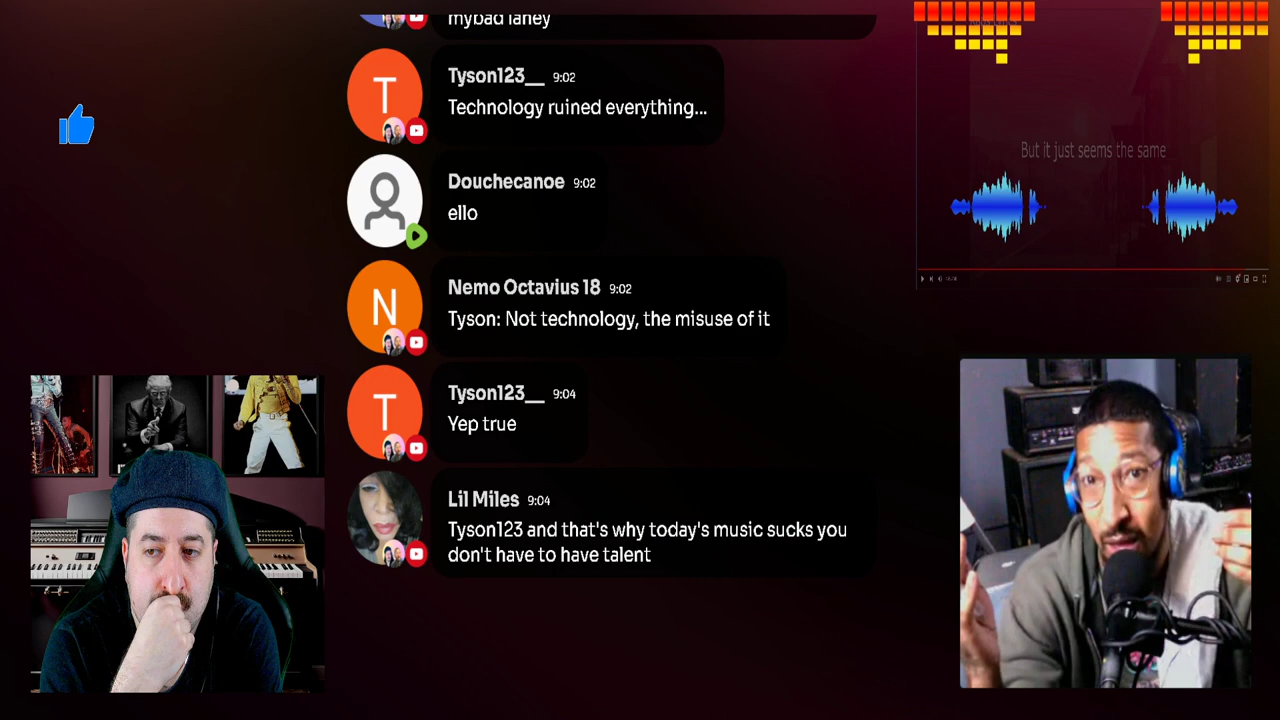 mybad laney
T
Tyson123__ 9:02
Technology ruined everything...
Douchecanoe 9:02
ello
N
Nemo Octavius 18 9:02
Tyson: Not technology, the misuse of it
T
Tyson123__ 9:04
Yep true
Lil Miles 9:04
Tyson123 and that's why today's music sucks you
don't have to have talent
But it just seems the same